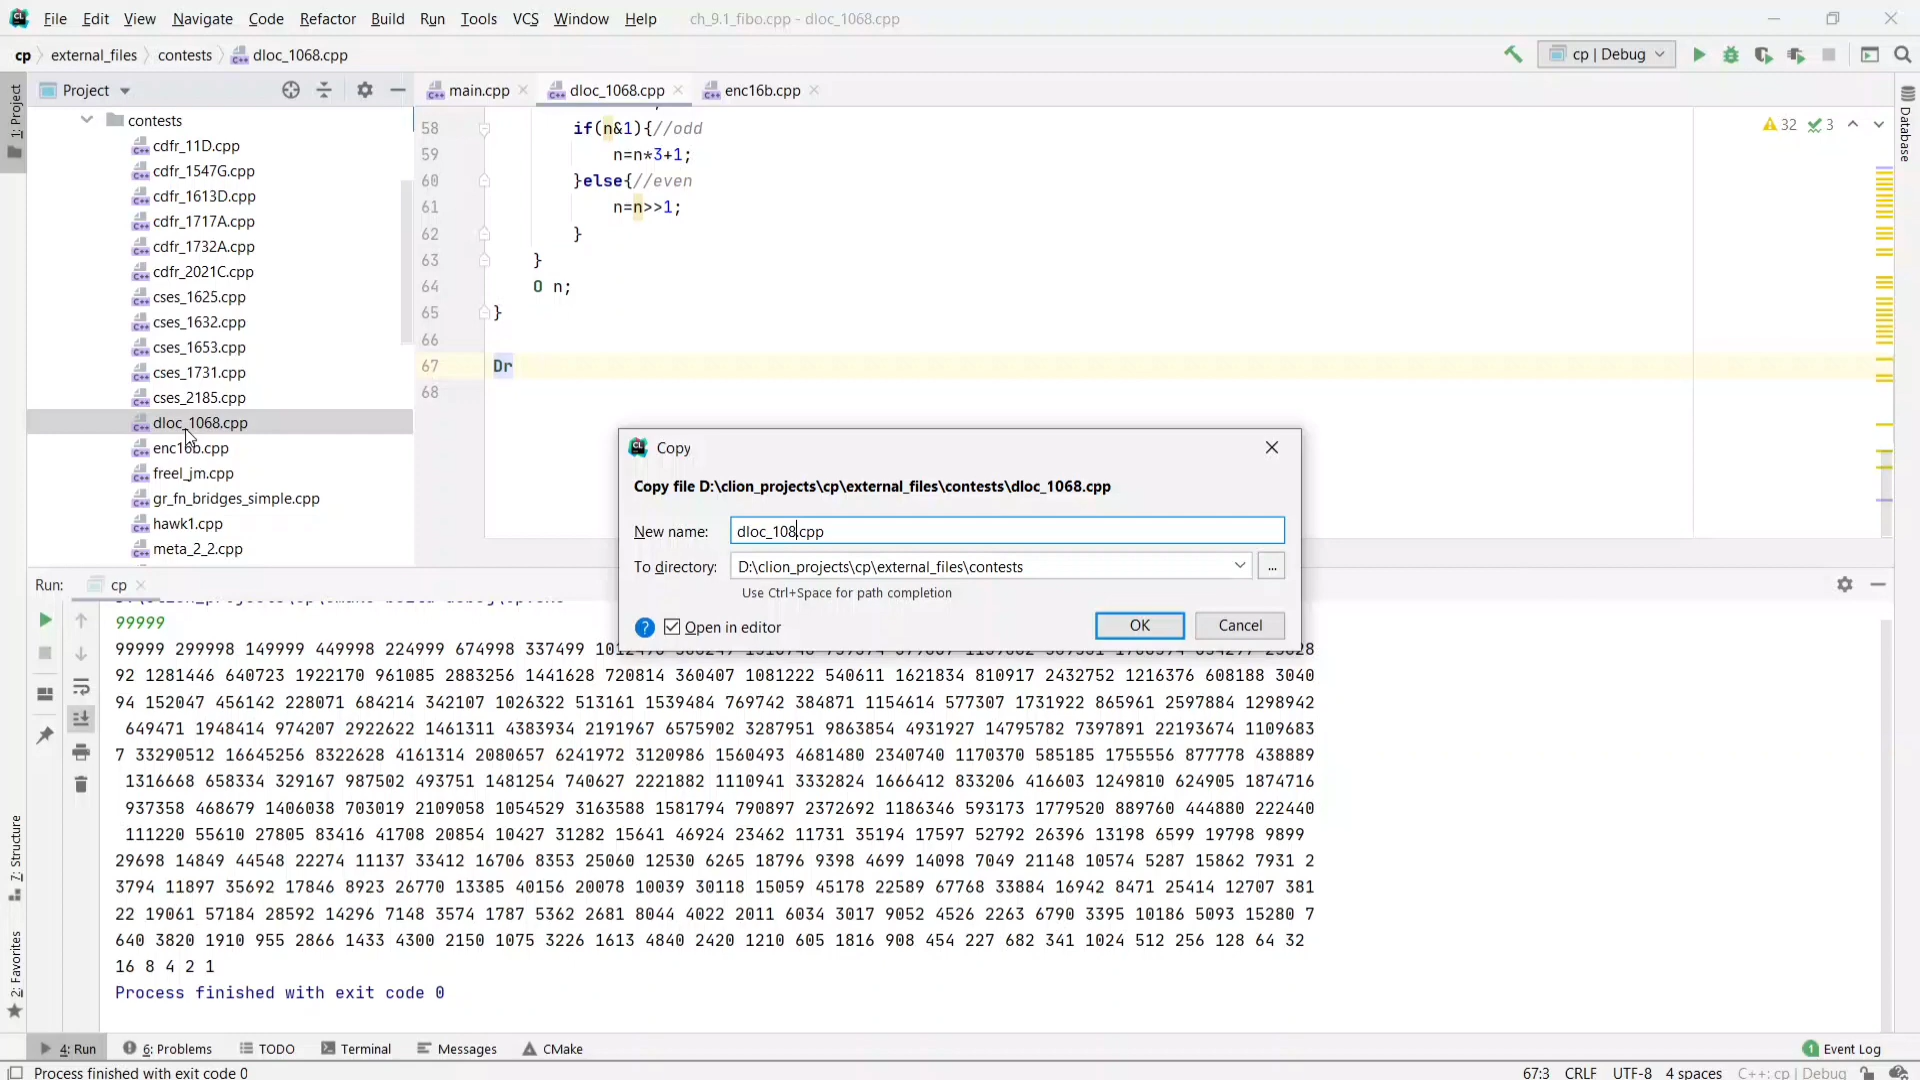 File Edit View Navigate Code Refactor Build Run Tools VCS Window Help ch_9.1_fibo.cpp - dloc_1068.cpp
cp external_files contests dloc_1068.cpp cp | Debug
1: Project
Project
main.cpp dloc_1068.cpp enc16b.cpp
Database
contests
cdfr_11D.cpp
cdfr_1547G.cpp
cdfr_1613D.cpp
cdfr_1717A.cpp
cdfr_1732A.cpp
cdfr_2021C.cpp
cses_1625.cpp
cses_1632.cpp
cses_1653.cpp
cses_1731.cpp
cses_2185.cpp
dloc_1068.cpp
enc16b.cpp
freel_jm.cpp
gr_fn_bridges_simple.cpp
hawk1.cpp
meta_2_2.cpp
32 3
58 if(n&1){//odd
59 n=n*3+1;
60 }else{//even
61 n=n>>1;
62 }
63 }
64 O n;
65 }
66
67 Dr
68
Copy
Copy file D:\clion_projects\cp\external_files\contests\dloc_1068.cpp
New name: dloc_108.cpp
To directory: D:\clion_projects\cp\external_files\contests ...
Use Ctrl+Space for path completion
? Open in editor OK Cancel
Run: cp
99999
99999 299998 149999 449998 224999 674998 337499
92 1281446 640723 1922170 961085 2883256 1441628 720814 360407 1081222 540611 1621834 810917 2432752 1216376 608188 3040
94 152047 456142 228071 684214 342107 1026322 513161 1539484 769742 384871 1154614 577307 1731922 865961 2597884 1298942
649471 1948414 974207 2922622 1461311 4383934 2191967 6575902 3287951 9863854 4931927 14795782 7397891 22193674 1109683
7 33290512 16645256 8322628 4161314 2080657 6241972 3120986 1560493 4681480 2340740 1170370 585185 1755556 877778 438889
1316668 658334 329167 987502 493751 1481254 740627 2221882 1110941 3332824 1666412 833206 416603 1249810 624905 1874716
937358 468679 1406038 703019 2109058 1054529 3163588 1581794 790897 2372692 1186346 593173 1779520 889760 444880 222440
111220 55610 27805 83416 41708 20854 10427 31282 15641 46924 23462 11731 35194 17597 52792 26396 13198 6599 19798 9899
29698 14849 44548 22274 11137 33412 16706 8353 25060 12530 6265 18796 9398 4699 14098 7049 21148 10574 5287 15862 7931 2
3794 11897 35692 17846 8923 26770 13385 40156 20078 10039 30118 15059 45178 22589 67768 33884 16942 8471 25414 12707 381
22 19061 57184 28592 14296 7148 3574 1787 5362 2681 8044 4022 2011 6034 3017 9052 4526 2263 6790 3395 10186 5093 15280 7
640 3820 1910 955 2866 1433 4300 2150 1075 3226 1613 4840 2420 1210 605 1816 908 454 227 682 341 1024 512 256 128 64 32
16 8 4 2 1
Process finished with exit code 0
7: Structure
2: Favorites
4: Run 6: Problems TODO Terminal Messages CMake 1 Event Log
Process finished with exit code 0 67:3 CRLF UTF-8 4 spaces C++: cp | Debug